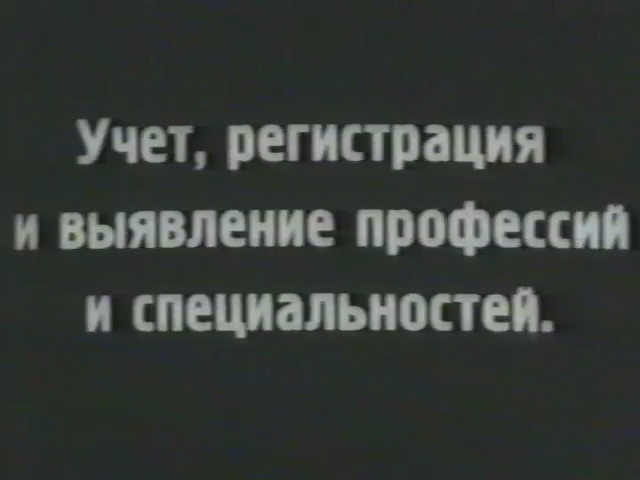 Учет, регистрация
и выявление профессий
и специальностей.